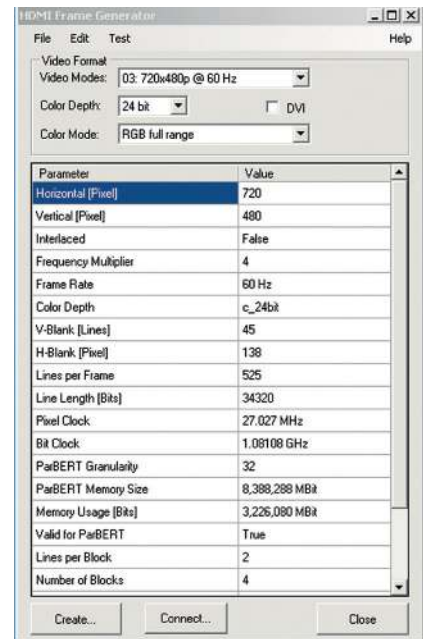 HDMI Frame Generator
File Edit Test Help
Video Format
Video Modes: 03: 720x480p @ 60 Hz
Color Depth: 24 bit DVI
Color Mode: RGB full range
Parameter Value
Horizontal [Pixel] 720
Vertical [Pixel] 480
Interlaced False
Frequency Multiplier 4
Frame Rate 60 Hz
Color Depth c_24bit
V-Blank [Lines] 45
H-Blank [Pixel] 138
Lines per Frame 525
Line Length [Bits] 34320
Pixel Clock 27.027 MHz
Bit Clock 1.08108 GHz
ParBERT Granularity 32
ParBERT Memory Size 8,388,288 MBit
Memory Usage [Bits] 3,226,080 MBit
Valid for ParBERT True
Lines per Block 2
Number of Blocks 4
Create... Connect... Close